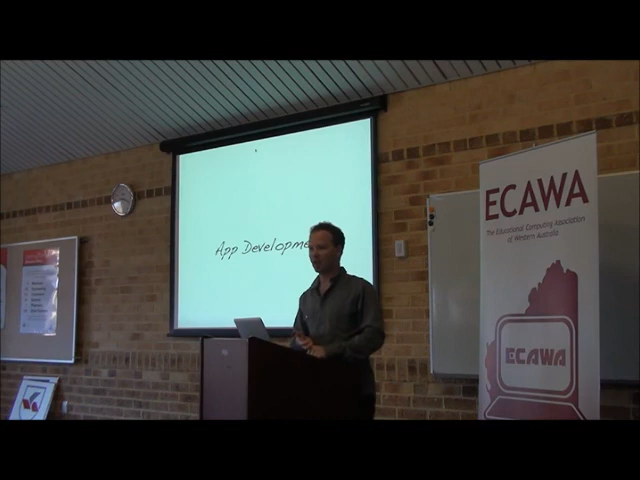 App Developme
ECAWA
The Educational Computing Association
of Western Australia
ECAWA